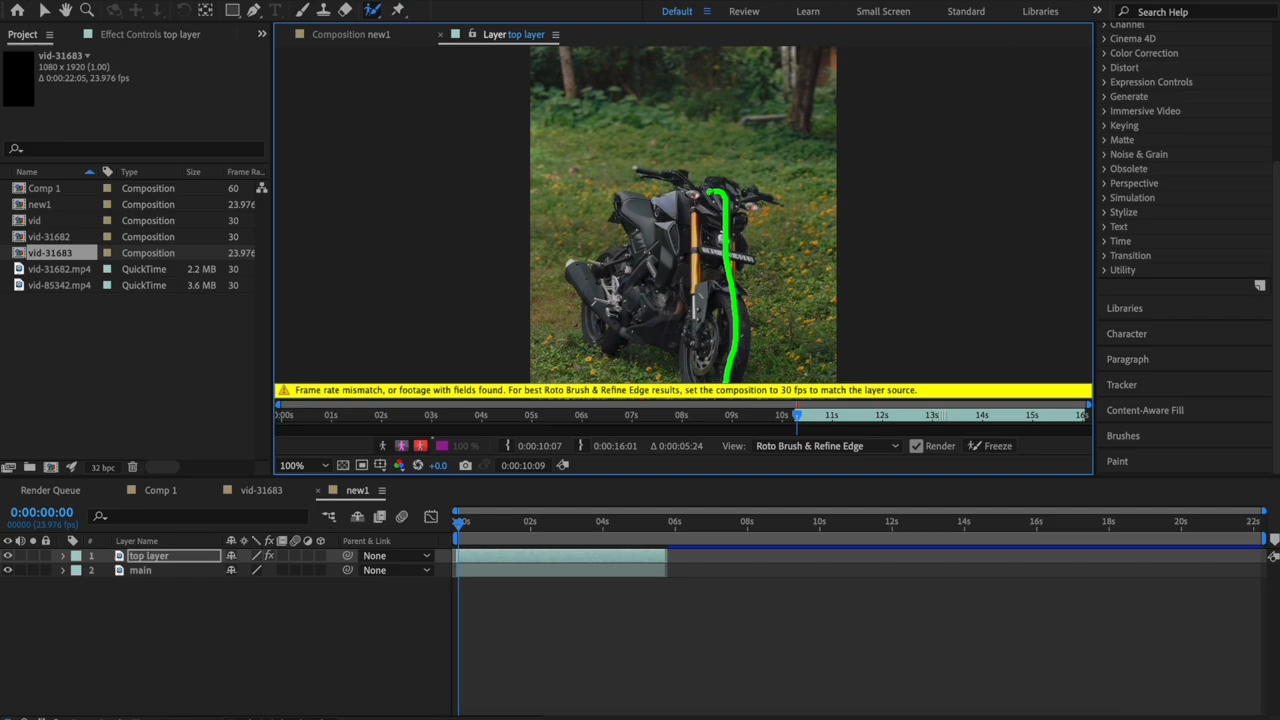 Default
Review
Learn
Small Screen
Standard
Libraries
Search Help
Project
Effect Controls top layer
vid-31683
1080 x 1920 (1.00)
Δ 0:00:22:05, 23.976 fps
Name Type Size Frame Ra...
Comp 1 Composition 60
new1 Composition 23.976
vid Composition 30
vid-31682 Composition 30
vid-31683 Composition 23.976
vid-31682.mp4 QuickTime 2.2 MB 30
vid-85342.mp4 QuickTime 3.6 MB 30
32 bpc
Composition new1
Layer top layer
Frame rate mismatch, or footage with fields found. For best Roto Brush & Refine Edge results, set the composition to 30 fps to match the layer source.
0:00s 01s 02s 03s 04s 05s 06s 07s 08s 09s 10s 11s 12s 13s 14s 15s 16s
100 % 0:00:10:07 0:00:16:01 Δ 0:00:05:24 View: Roto Brush & Refine Edge Render Freeze
100% +0.0 0:00:10:09
Channel
Cinema 4D
Color Correction
Distort
Expression Controls
Generate
Immersive Video
Keying
Matte
Noise & Grain
Obsolete
Perspective
Simulation
Stylize
Text
Time
Transition
Utility
Libraries
Character
Paragraph
Tracker
Content-Aware Fill
Brushes
Paint
Render Queue
Comp 1
vid-31683
new1
0:00:00:00
00000 (23.976 fps)
:00s 02s 04s 06s 08s 10s 12s 14s 16s 18s 20s 22s
# Layer Name fx Parent & Link
1 top layer fx None
2 main None